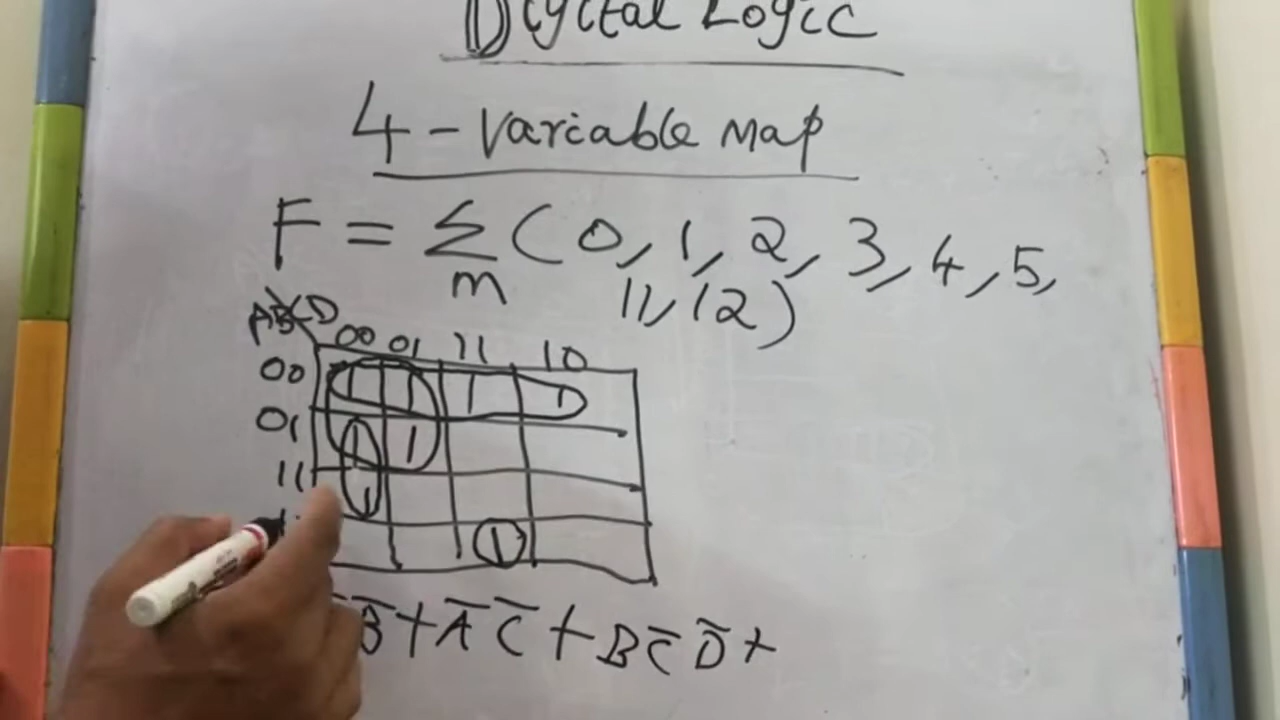 Digital Logic
4-Variable Map
F = Σm (0, 1, 2, 3, 4, 5,
11, 12)
AB CD
00 01 11 10
00 1 1 1 1
01 1 1
11 1
1
B̅ + A̅ C̅ + B C̅ D̅ +